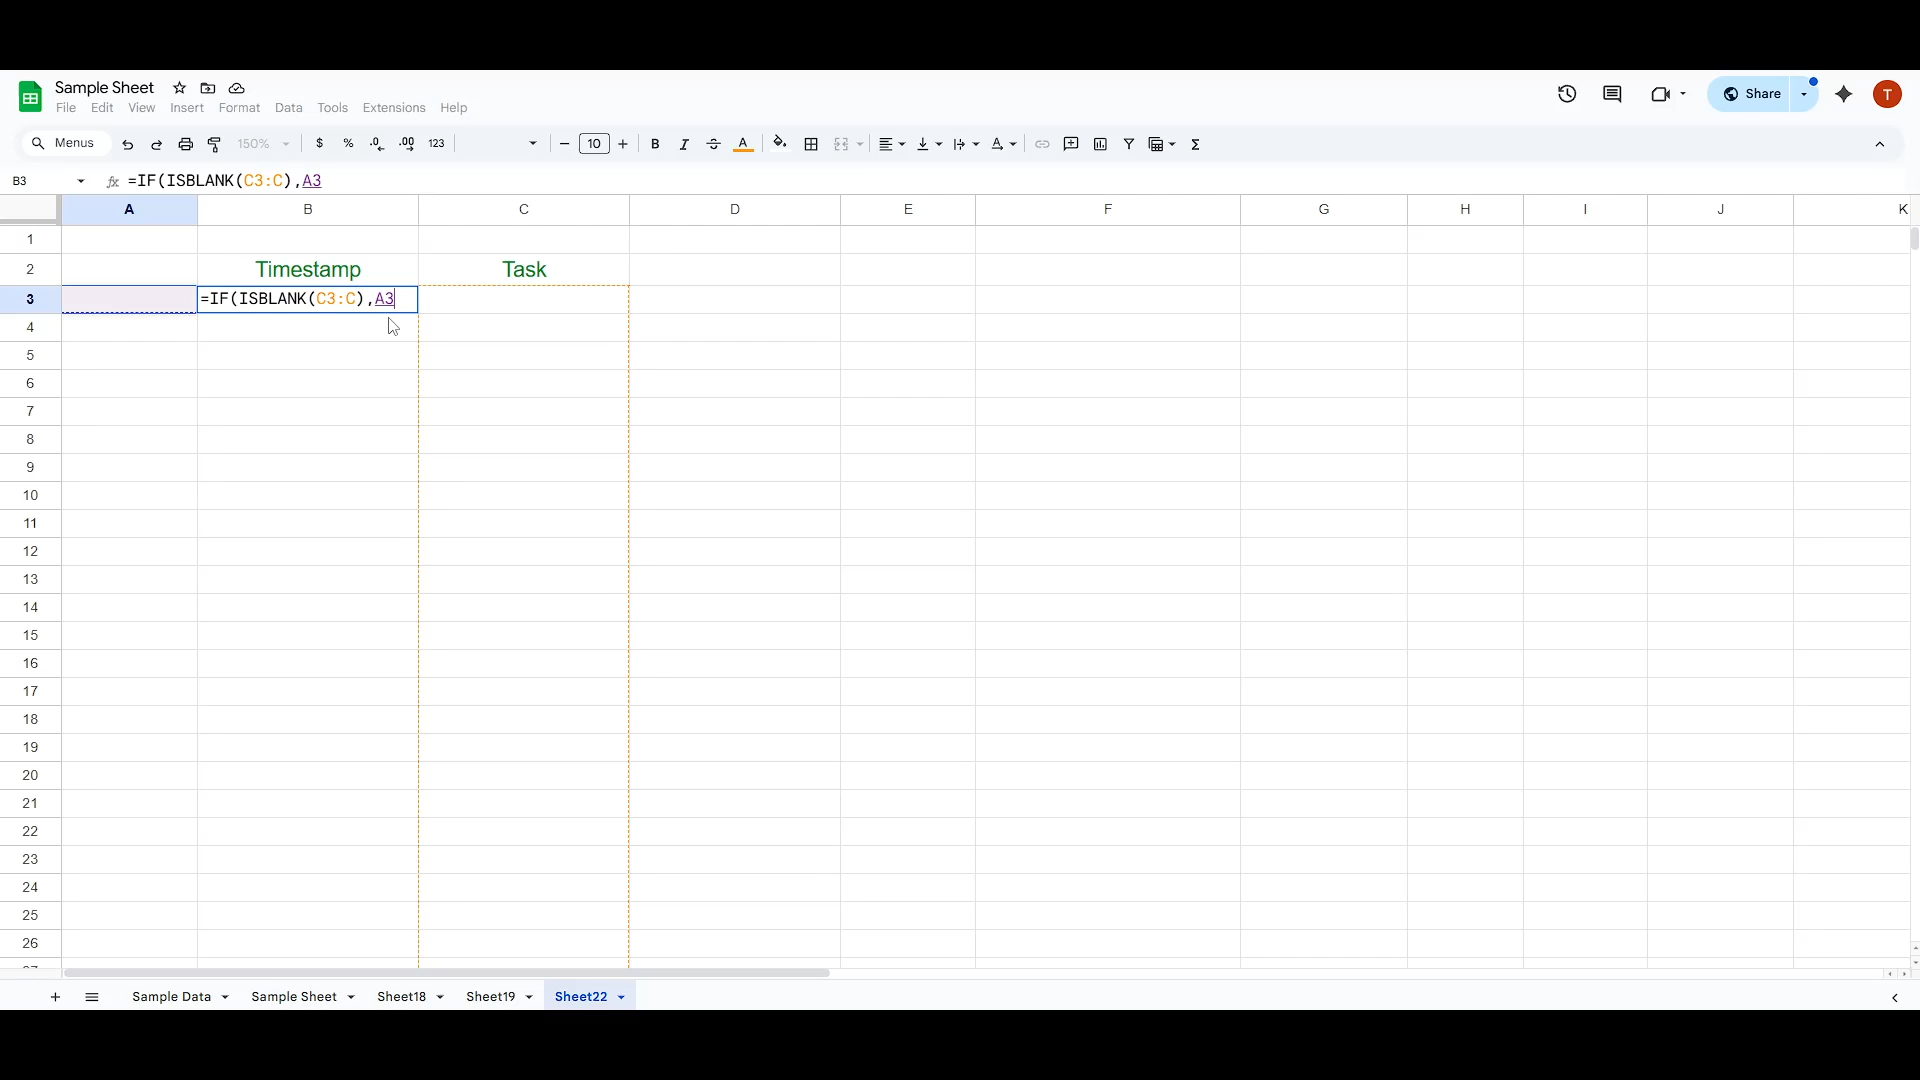 Sample Sheet
File Edit View Insert Format Data Tools Extensions Help
Share
T
Menus 150% $ % .0 .00 123 10 B I A Σ
B3 fx =IF(ISBLANK(C3:C),A3
A B C D E F G H I J K
1
2 Timestamp Task
3 =IF(ISBLANK(C3:C),A3
4
5
6
7
8
9
10
11
12
13
14
15
16
17
18
19
20
21
22
23
24
25
26
Sample Data Sample Sheet Sheet18 Sheet19 Sheet22